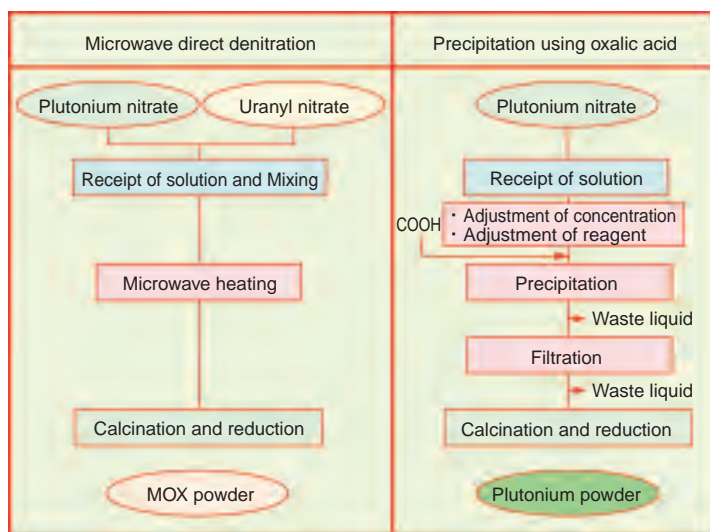 Microwave direct denitration
Plutonium nitrate
Uranyl nitrate
Receipt of solution and Mixing
Microwave heating
Calcination and reduction
MOX powder
Precipitation using oxalic acid
Plutonium nitrate
Receipt of solution
・Adjustment of concentration
・Adjustment of reagent
COOH
Precipitation
Waste liquid
Filtration
Waste liquid
Calcination and reduction
Plutonium powder